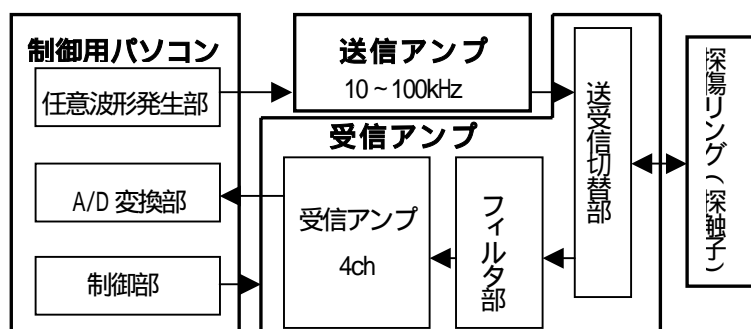 制御用パソコン
任意波形発生部
A/D 変換部
制御部
送信アンプ
10～100kHz
受信アンプ
受信アンプ
4ch
フィルタ部
送受信切替部
探傷リング(探触子)